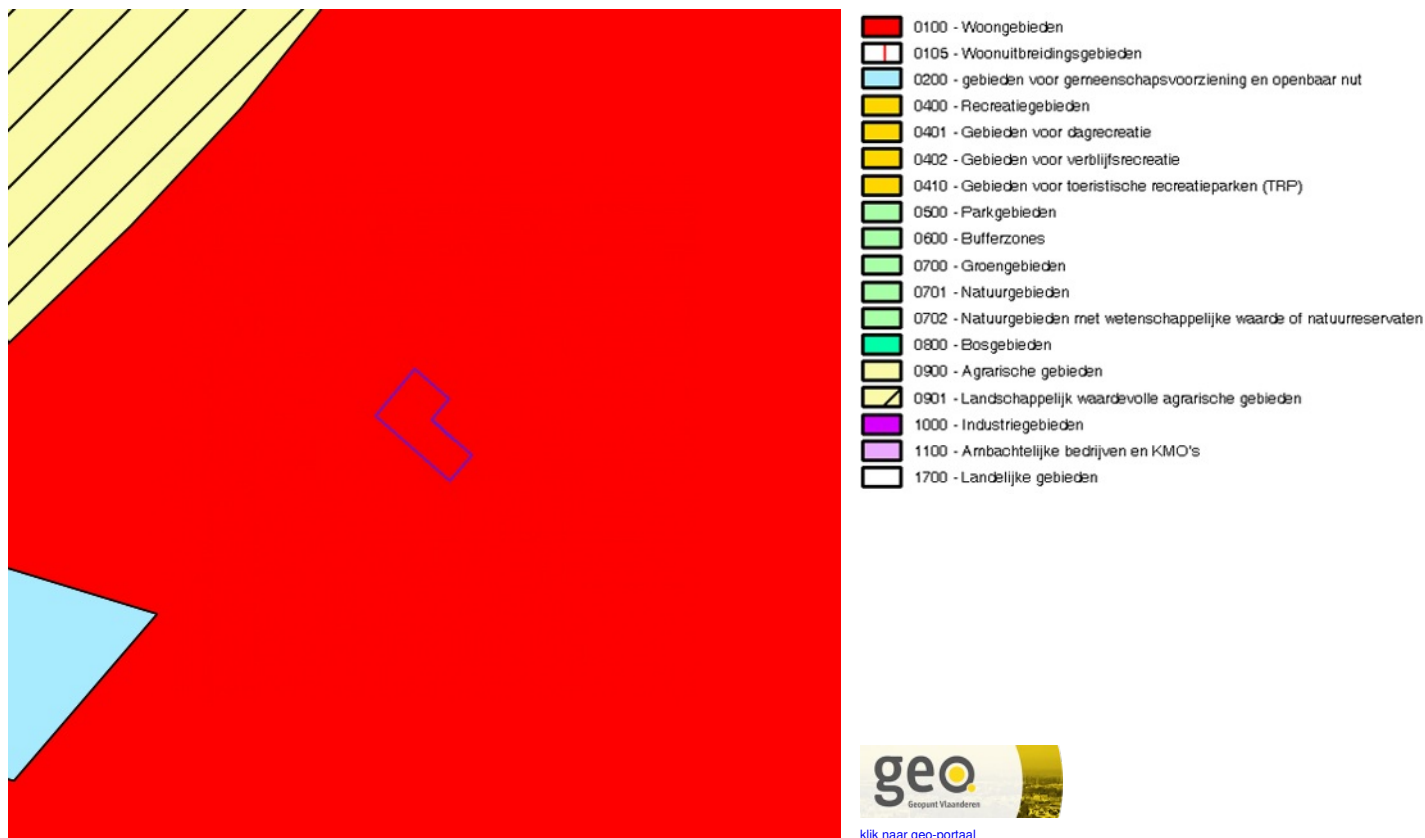 0100 - Woongebieden
0105 - Woonuitbreidingsgebieden
0200 - gebieden voor gemeenschapsvoorziening en openbaar nut
0400 - Recreatiegebieden
0401 - Gebieden voor dagrecreatie
0402 - Gebieden voor verblijfsrecreatie
0410 - Gebieden voor toeristische recreatieparken (TRP)
0500 - Parkgebieden
0600 - Bufferzones
0700 - Groengebieden
0701 - Natuurgebieden
0702 - Natuurgebieden met wetenschappelijke waarde of natuurreservaten
0800 - Bosgebieden
0900 - Agrarische gebieden
0901 - Landschappelijk waardevolle agrarische gebieden
1000 - Industriegebieden
1100 - Ambachtelijke bedrijven en KMO's
1700 - Landelijke gebieden
geo
Geopunt Vlaanderen
klik naar geo-portaal